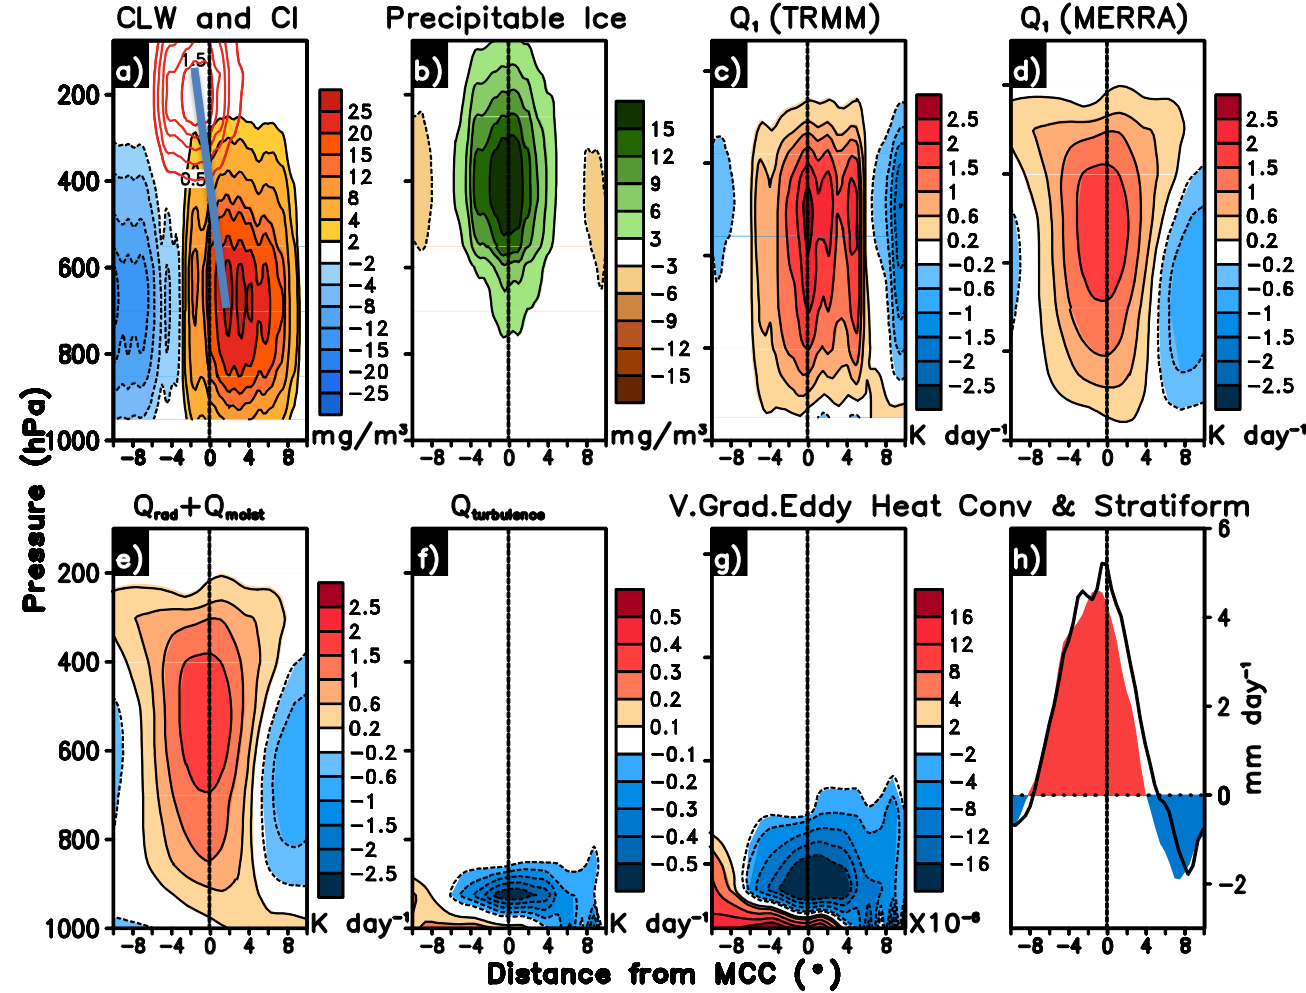 CLW and CI
Precipitable Ice
Q₁ (TRMM)
Q₁ (MERRA)
a)
1.5
0.5
200
400
600
800
1000
-8 -4 0 4 8
25
20
15
12
8
4
2
-2
-4
-8
-12
-15
-20
-25
mg/m³
b)
-8 -4 0 4 8
15
12
9
6
3
-3
-6
-9
-12
-15
mg/m³
c)
-8 -4 0 4 8
2.5
2
1.5
1
0.6
0.2
-0.2
-0.6
-1
-1.5
-2
-2.5
K day⁻¹
d)
-8 -4 0 4 8
2.5
2
1.5
1
0.6
0.2
-0.2
-0.6
-1
-1.5
-2
-2.5
K day⁻¹
Pressure (hPa)
Qrad+Qmoist
Qturbulence
V.Grad.Eddy Heat
Conv & Stratiform
e)
200
400
600
800
1000
-8 -4 0 4 8
2.5
2
1.5
1
0.6
0.2
-0.2
-0.6
-1
-1.5
-2
-2.5
K day⁻¹
f)
-8 -4 0 4 8
0.5
0.4
0.3
0.2
0.1
-0.1
-0.2
-0.3
-0.4
-0.5
K day⁻¹
g)
-8 -4 0 4 8
16
12
8
4
2
-2
-4
-8
-12
-16
X10⁻⁶
h)
-8 -4 0 4 8
6
4
2
0
-2
mm day⁻¹
Distance from MCC (°)